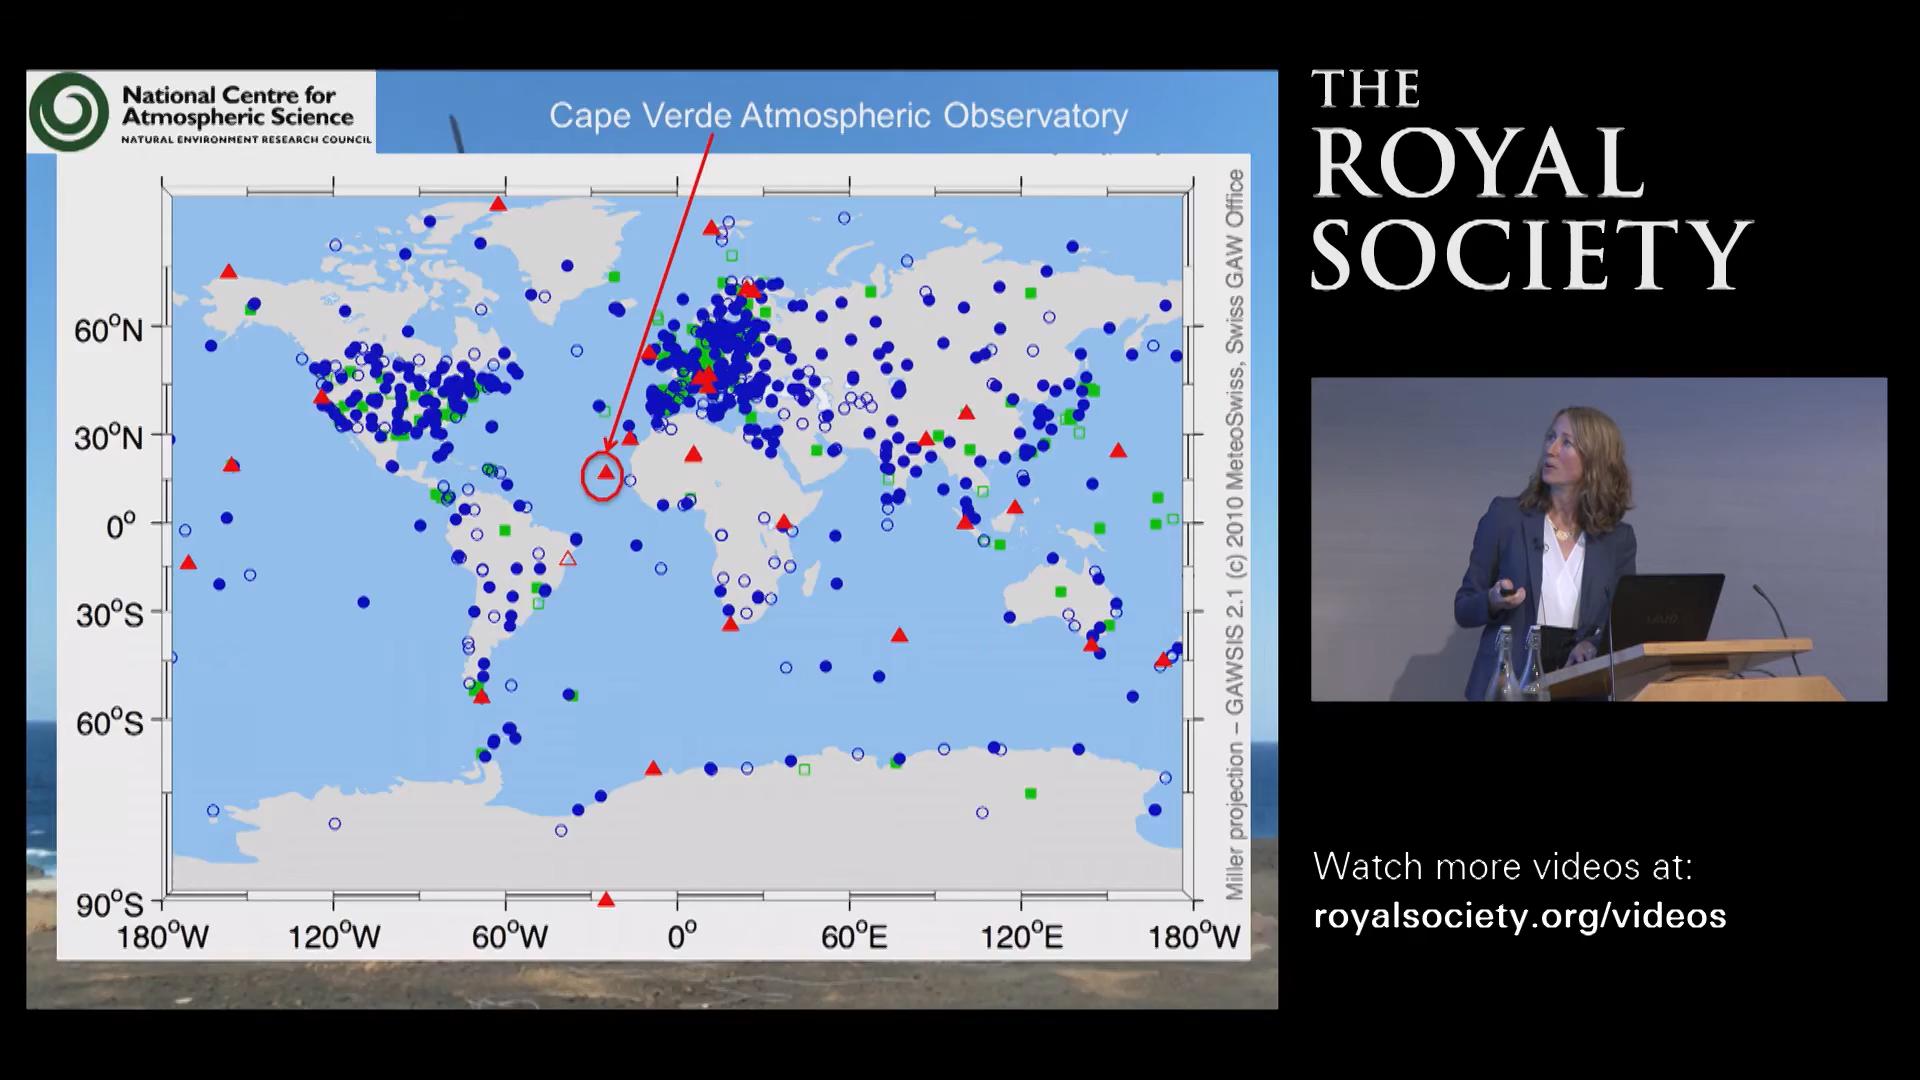 National Centre for
Atmospheric Science
NATURAL ENVIRONMENT RESEARCH COUNCIL
Cape Verde Atmospheric Observatory
60°N
30°N
0°
30°S
60°S
90°S
180°W 120°W 60°W 0° 60°E 120°E 180°W
Miller projection – GAWSIS 2.1 (c) 2010 MeteoSwiss, Swiss GAW Office
THE
ROYAL
SOCIETY
VAIO
Watch more videos at:
royalsociety.org/videos